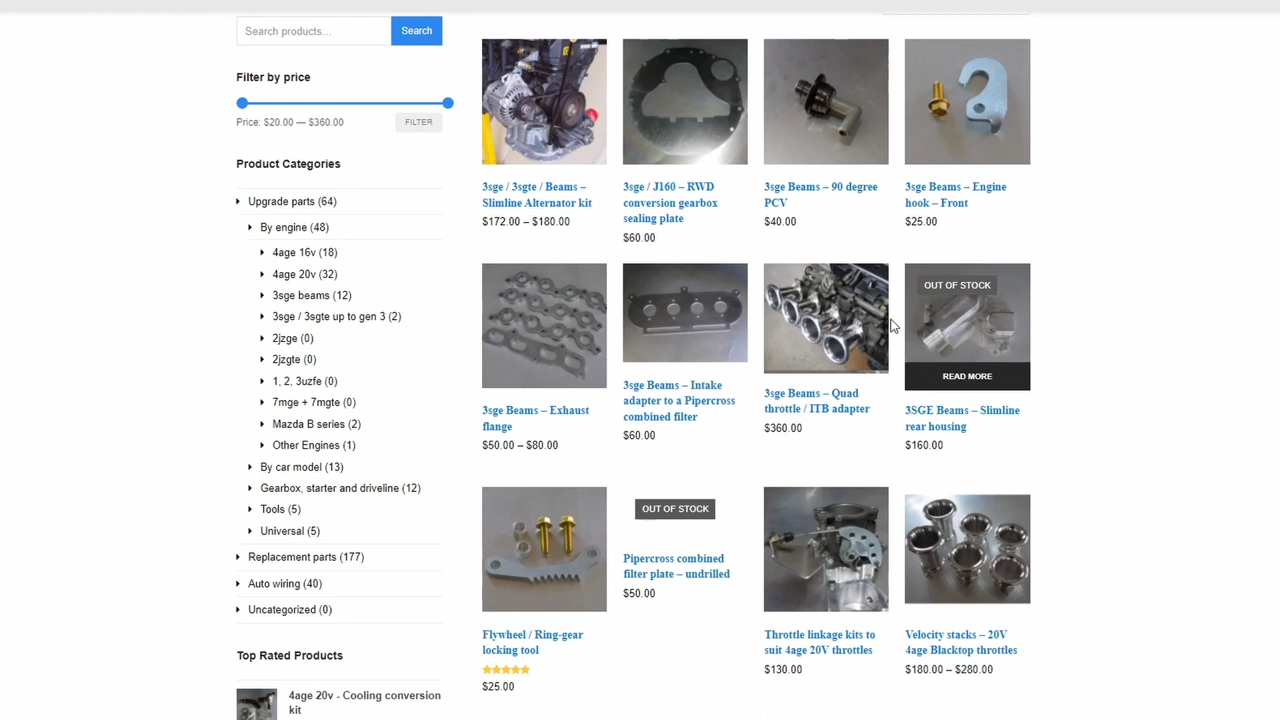 Search products...
Search
Filter by price
Price: $20.00 — $360.00
FILTER
Product Categories
Upgrade parts (64)
By engine (48)
4age 16v (18)
4age 20v (32)
3sge beams (12)
3sge / 3sgte up to gen 3 (2)
2jzge (0)
2jzgte (0)
1, 2, 3uzfe (0)
7mge + 7mgte (0)
Mazda B series (2)
Other Engines (1)
By car model (13)
Gearbox, starter and driveline (12)
Tools (5)
Universal (5)
Replacement parts (177)
Auto wiring (40)
Uncategorized (0)
Top Rated Products
4age 20v - Cooling conversion
kit
3sge / 3sgte / Beams –
Slimline Alternator kit
$172.00 – $180.00
3sge / J160 – RWD
conversion gearbox
sealing plate
$60.00
3sge Beams – 90 degree
PCV
$40.00
3sge Beams – Engine
hook – Front
$25.00
3sge Beams – Exhaust
flange
$50.00 – $80.00
3sge Beams – Intake
adapter to a Pipercross
combined filter
$60.00
3sge Beams – Quad
throttle / ITB adapter
$360.00
OUT OF STOCK
READ MORE
3SGE Beams – Slimline
rear housing
$160.00
Flywheel / Ring-gear
locking tool
$25.00
OUT OF STOCK
Pipercross combined
filter plate – undrilled
$50.00
Throttle linkage kits to
suit 4age 20V throttles
$130.00
Velocity stacks – 20V
4age Blacktop throttles
$180.00 – $280.00